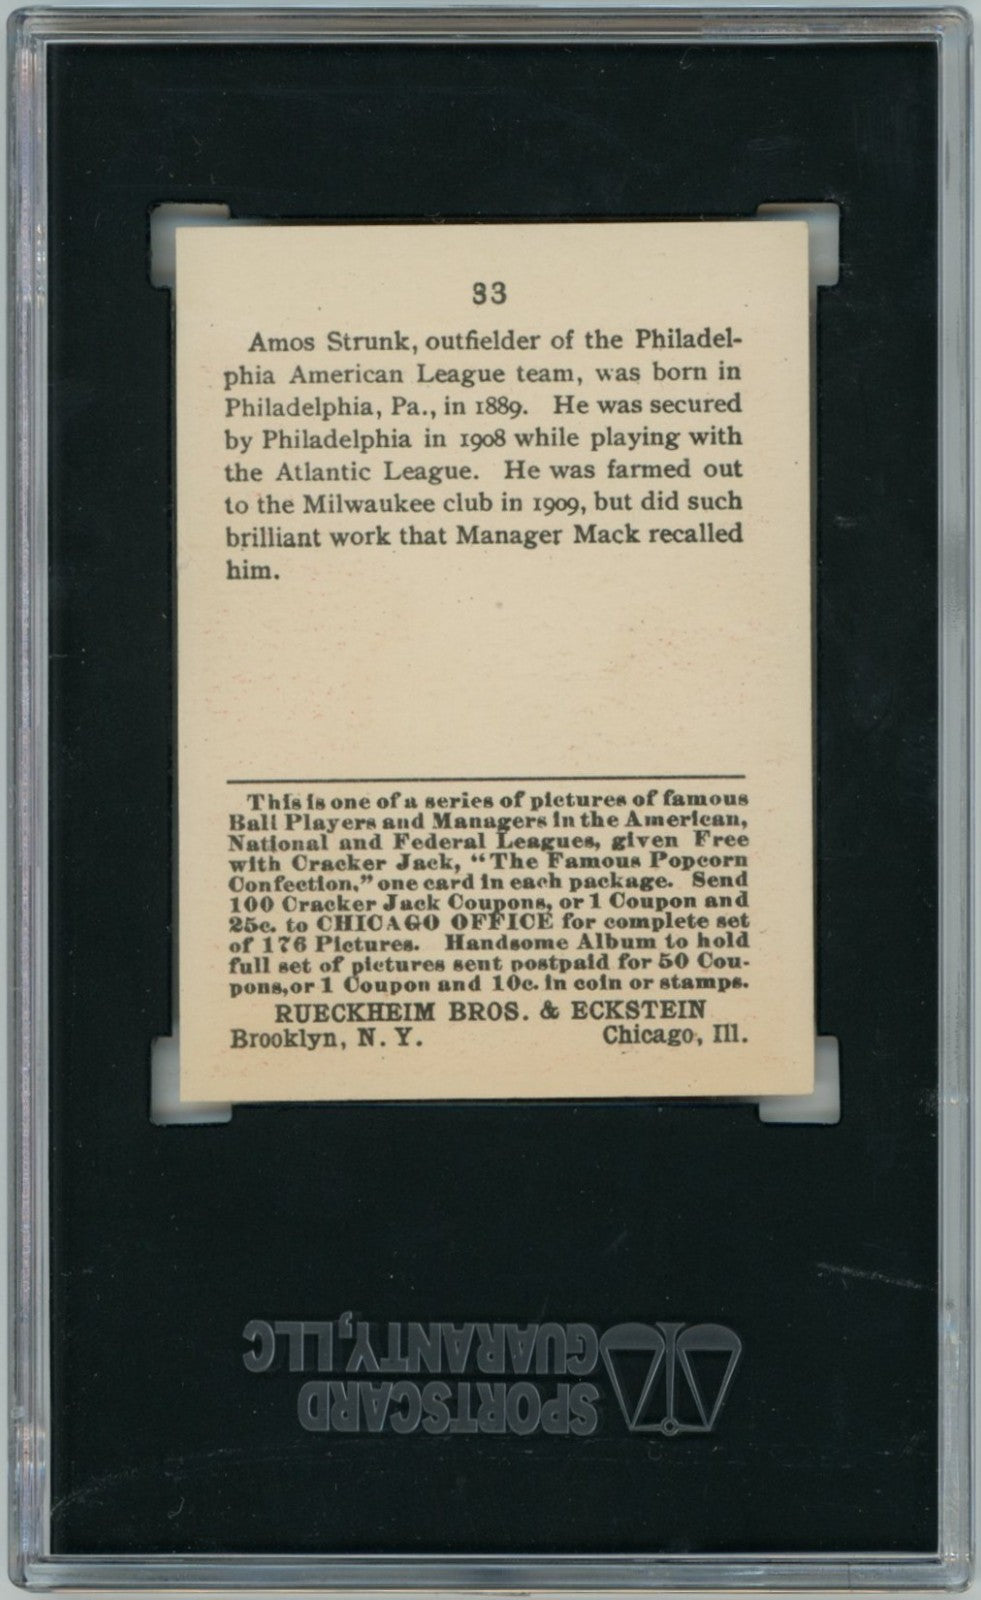 33
Amos Strunk, outfielder of the Philadel-
phia American League team, was born in
Philadelphia, Pa., in 1889. He was secured
by Philadelphia in 1908 while playing with
the Atlantic League. He was farmed out
to the Milwaukee club in 1909, but did such
brilliant work that Manager Mack recalled
him.
This is one of a series of pictures of famous
Ball Players and Managers in the American,
National and Federal Leagues, given Free
with Cracker Jack, "The Famous Popcorn
Confection," one card in each package. Send
100 Cracker Jack Coupons, or 1 Coupon and
25c. to CHICAGO OFFICE for complete set
of 176 Pictures. Handsome Album to hold
full set of pictures sent postpaid for 50 Cou-
pons, or 1 Coupon and 10c. in coin or stamps.
RUECKHEIM BROS. & ECKSTEIN
Brooklyn, N. Y. Chicago, Ill.
SPORTSCARD
GUARANTY, LLC